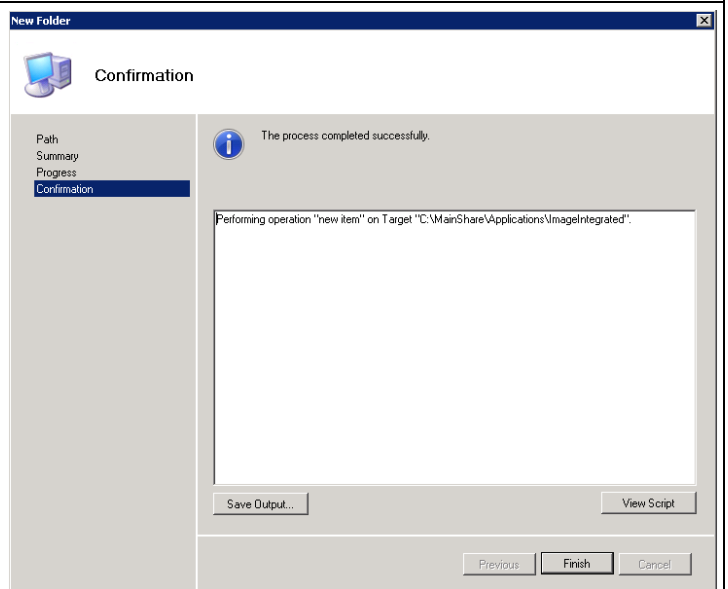 New Folder
Confirmation
Path
Summary
Progress
Confirmation
The process completed successfully.
Performing operation "new item" on Target "C:\MainShare\Applications\ImageIntegrated".
Save Output...
View Script
Previous
Finish
Cancel